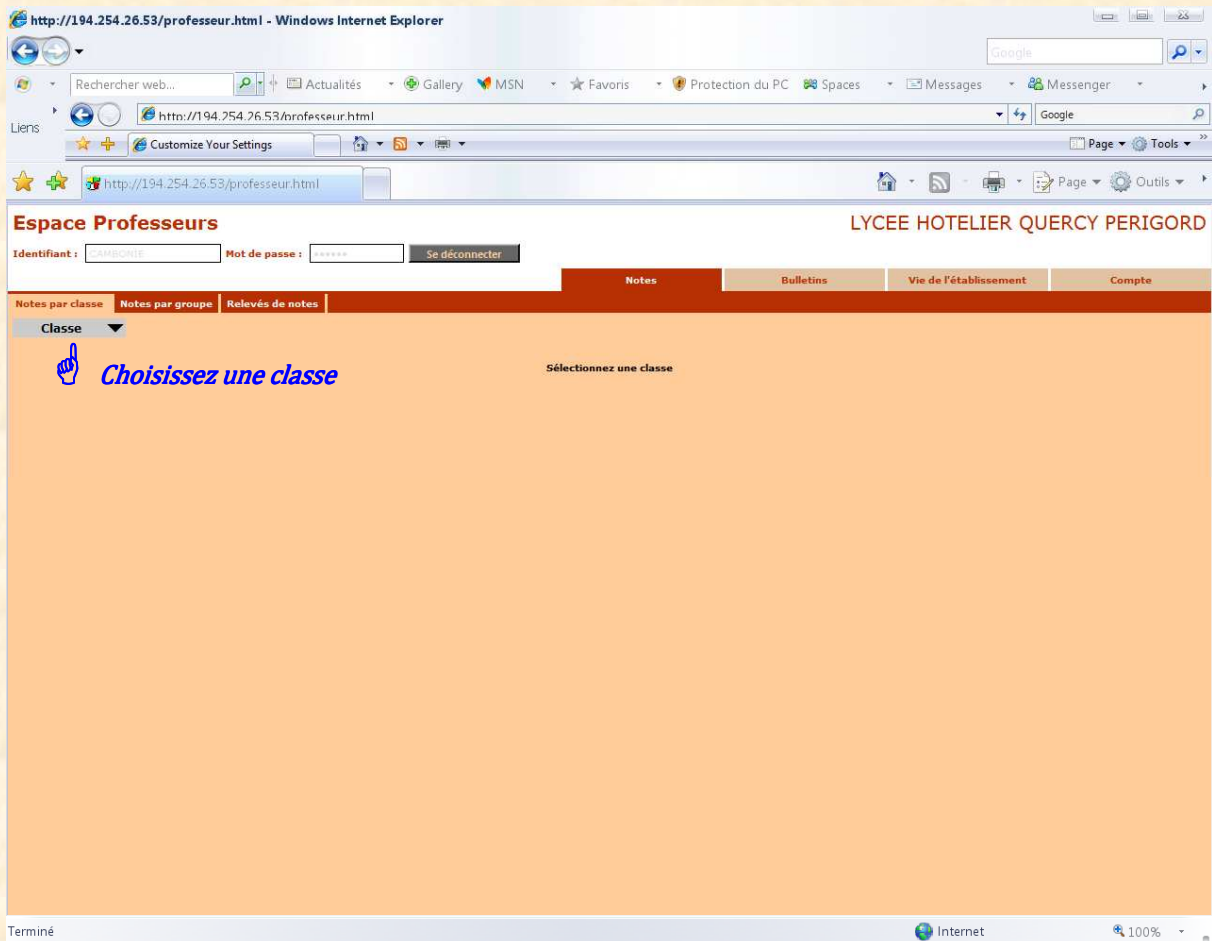 http://194.254.26.53/professeur.html - Windows Internet Explorer
Google
Rechercher web... Actualités Gallery MSN Favoris Protection du PC Spaces Messages Messenger
Liens http://194.254.26.53/professeur.html Google
Customize Your Settings Page Tools »
http://194.254.26.53/professeur.html Page Outils
Espace Professeurs LYCEE HOTELIER QUERCY PERIGORD
Identifiant : CAMBONIE Mot de passe : •••••• Se déconnecter
Notes Bulletins Vie de l'établissement Compte
Notes par classe Notes par groupe Relevés de notes
Classe
Choisissez une classe
Sélectionnez une classe
Terminé Internet 100%